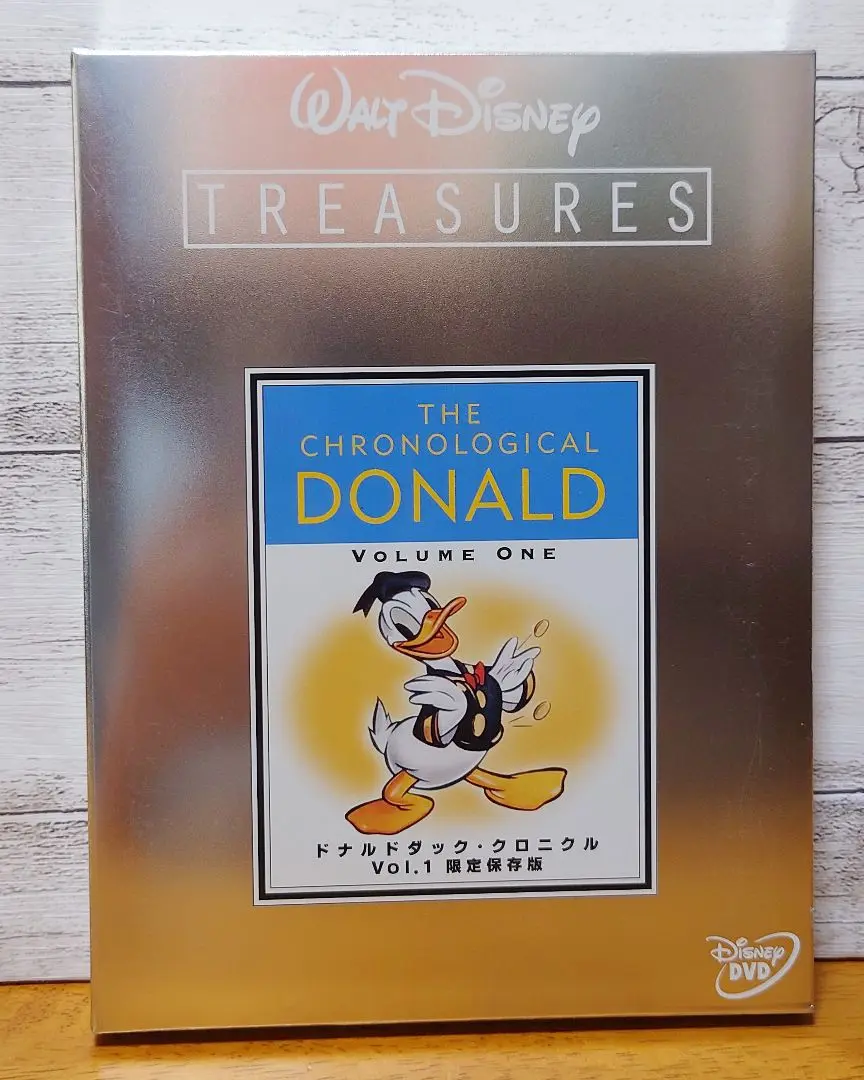 WALT DISNEY
TREASURES
THE
CHRONOLOGICAL
DONALD
VOLUME ONE
ドナルドダック・クロニクル
Vol.1 限定保存版
DISNEY
DVD